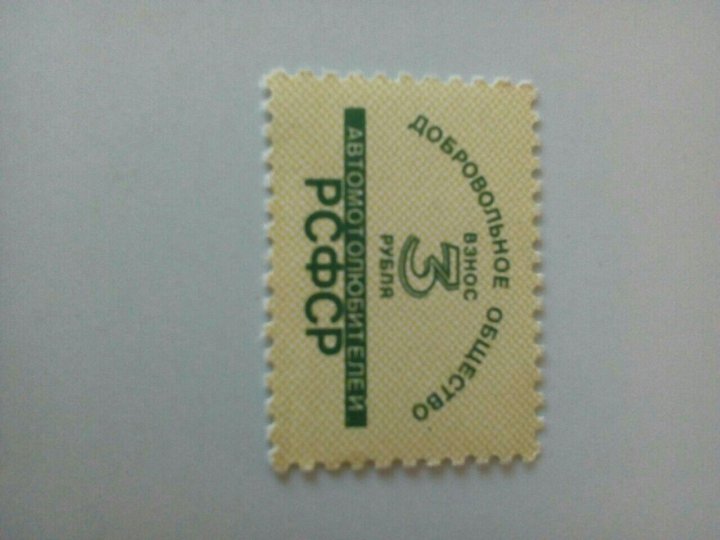 ДОБРОВОЛЬНОЕ ОБЩЕСТВО
ВЗНОС
3
РУБЛЯ
АВТОМОТОЛЮБИТЕЛЕЙ
РСФСР